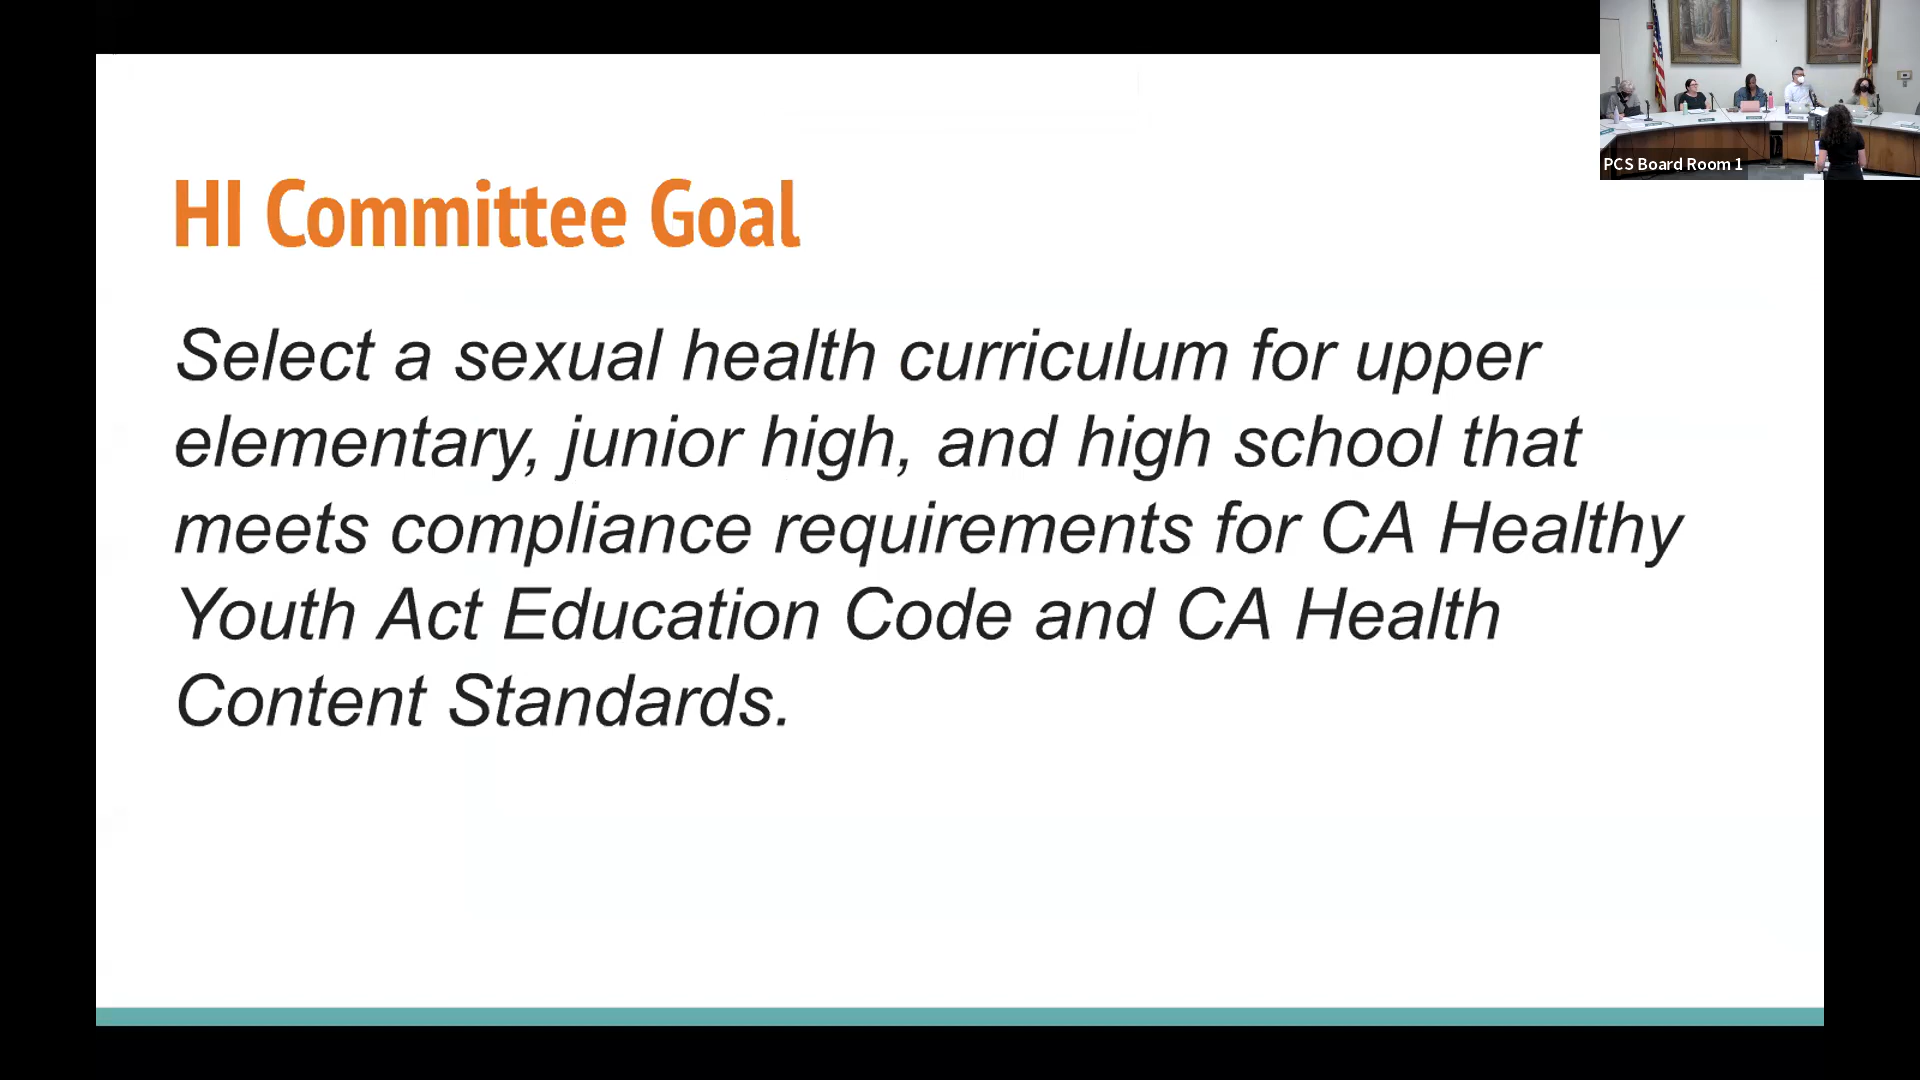 HI Committee Goal
Select a sexual health curriculum for upper
elementary, junior high, and high school that
meets compliance requirements for CA Healthy
Youth Act Education Code and CA Health
Content Standards.
PCS Board Room 1